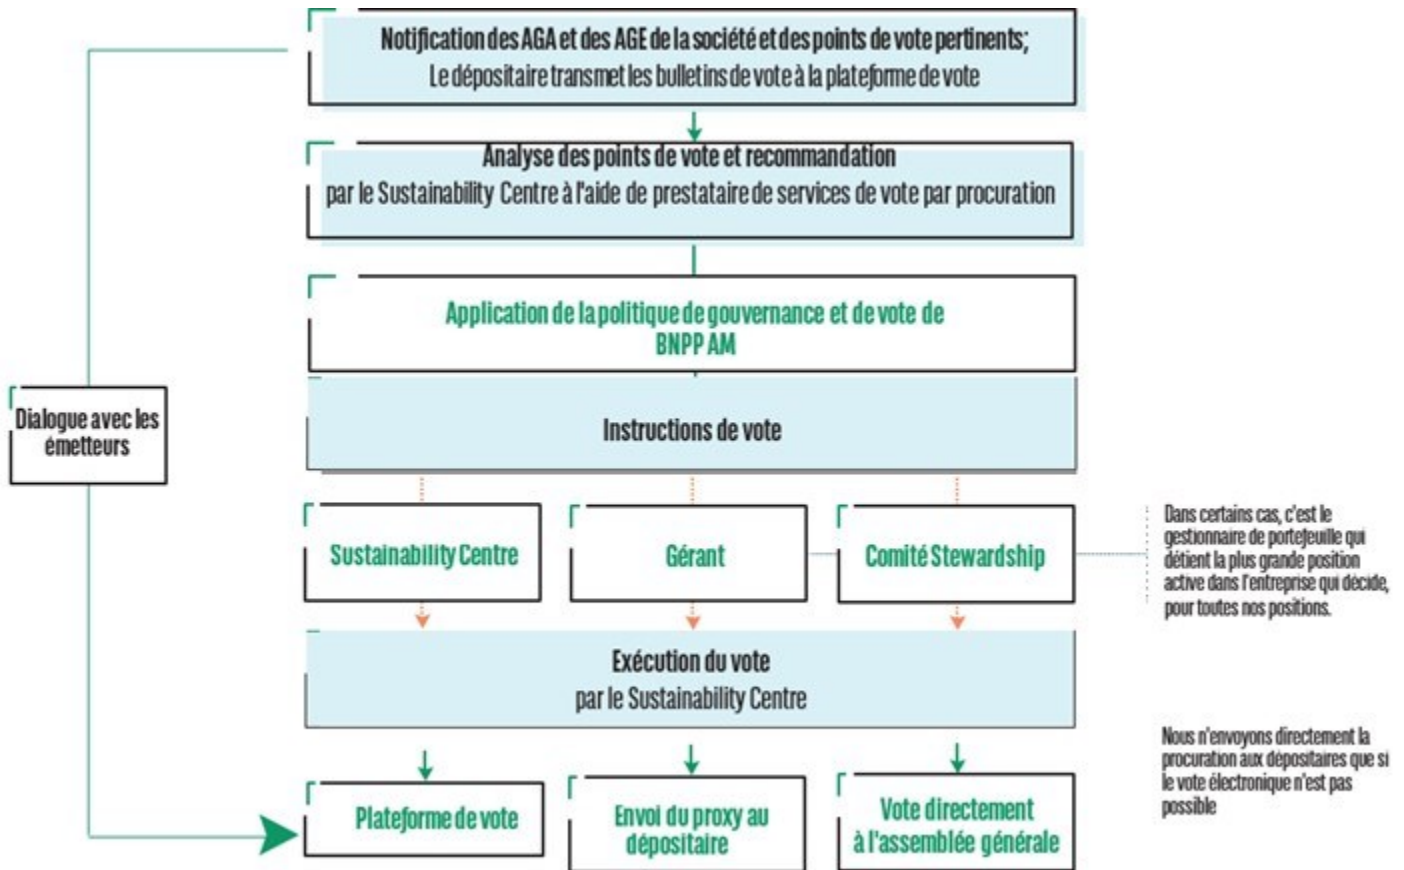 Notification des AGA et des AGE de la société et des points de vote pertinents;
Le dépositaire transmet les bulletins de vote à la plateforme de vote
Analyse des points de vote et recommandation
par le Sustainability Centre à l'aide de prestataire de services de vote par procuration
Application de la politique de gouvernance et de vote de
BNPP AM
Dialogue avec les
émetteurs
Instructions de vote
Sustainability Centre
Gérant
Comité Stewardship
Dans certains cas, c'est le
gestionnaire de portefeuille qui
détient la plus grande position
active dans l'entreprise qui décide,
pour toutes nos positions.
Exécution du vote
par le Sustainability Centre
Nous n'envoyons directement la
procuration aux dépositaires que si
le vote électronique n'est pas
possible
Plateforme de vote
Envoi du proxy au
dépositaire
Vote directement
à l'assemblée générale